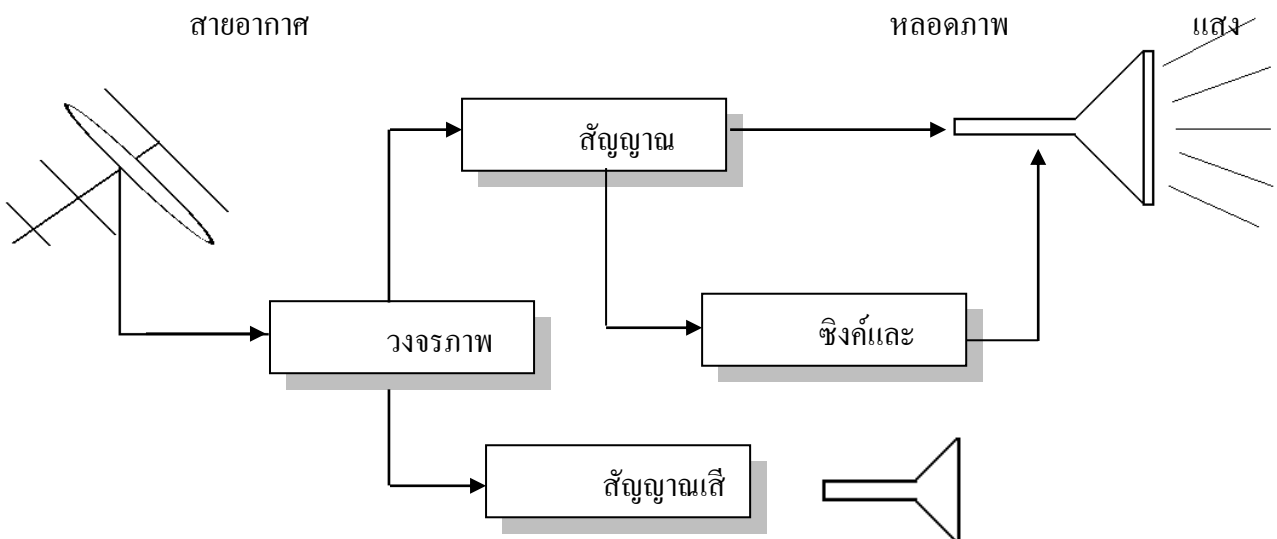 สายอากาศ
หลอดภาพ
แสง
สัญญาณ
วงจรภาพ
ซิงค์และ
สัญญาณเสี